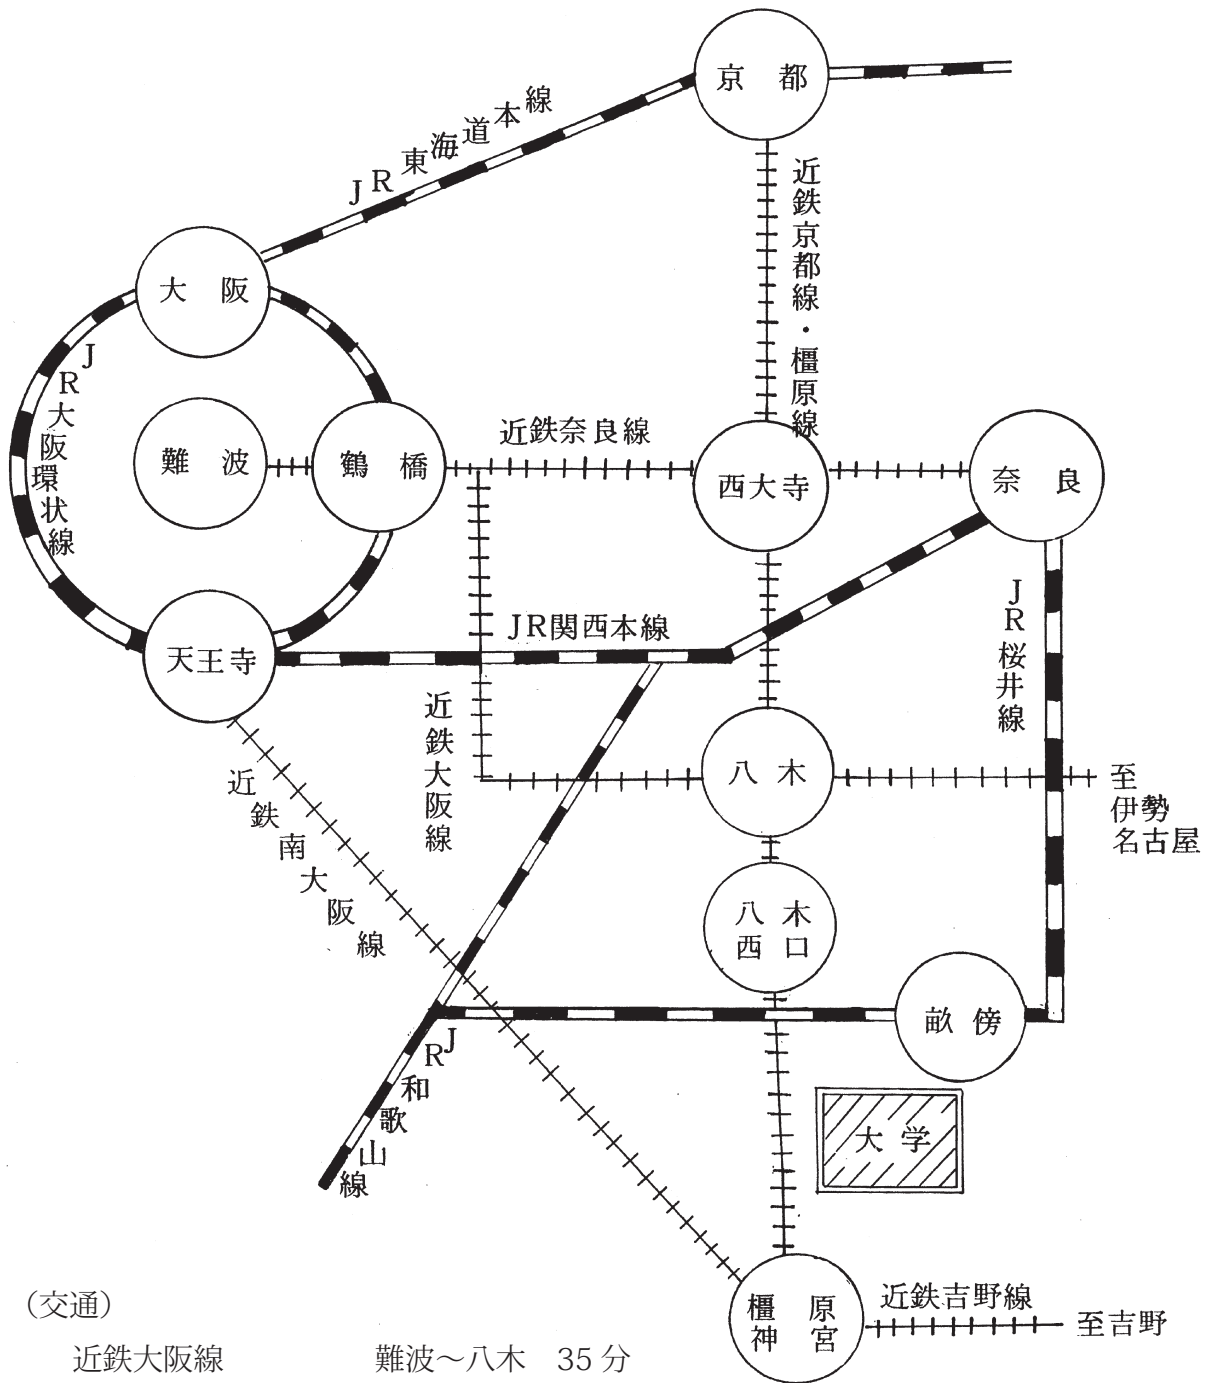 京都
JR東海道本線
近鉄京都線・橿原線
大阪
JR大阪環状線
難波
鶴橋
近鉄奈良線
西大寺
奈良
天王寺
JR関西本線
JR桜井線
近鉄大阪線
八木
至
伊勢
名古屋
近鉄南大阪線
八木
西口
畝傍
JR和歌山線
大学
橿原
神宮
近鉄吉野線
至吉野
（交通）
近鉄大阪線 難波～八木 35分